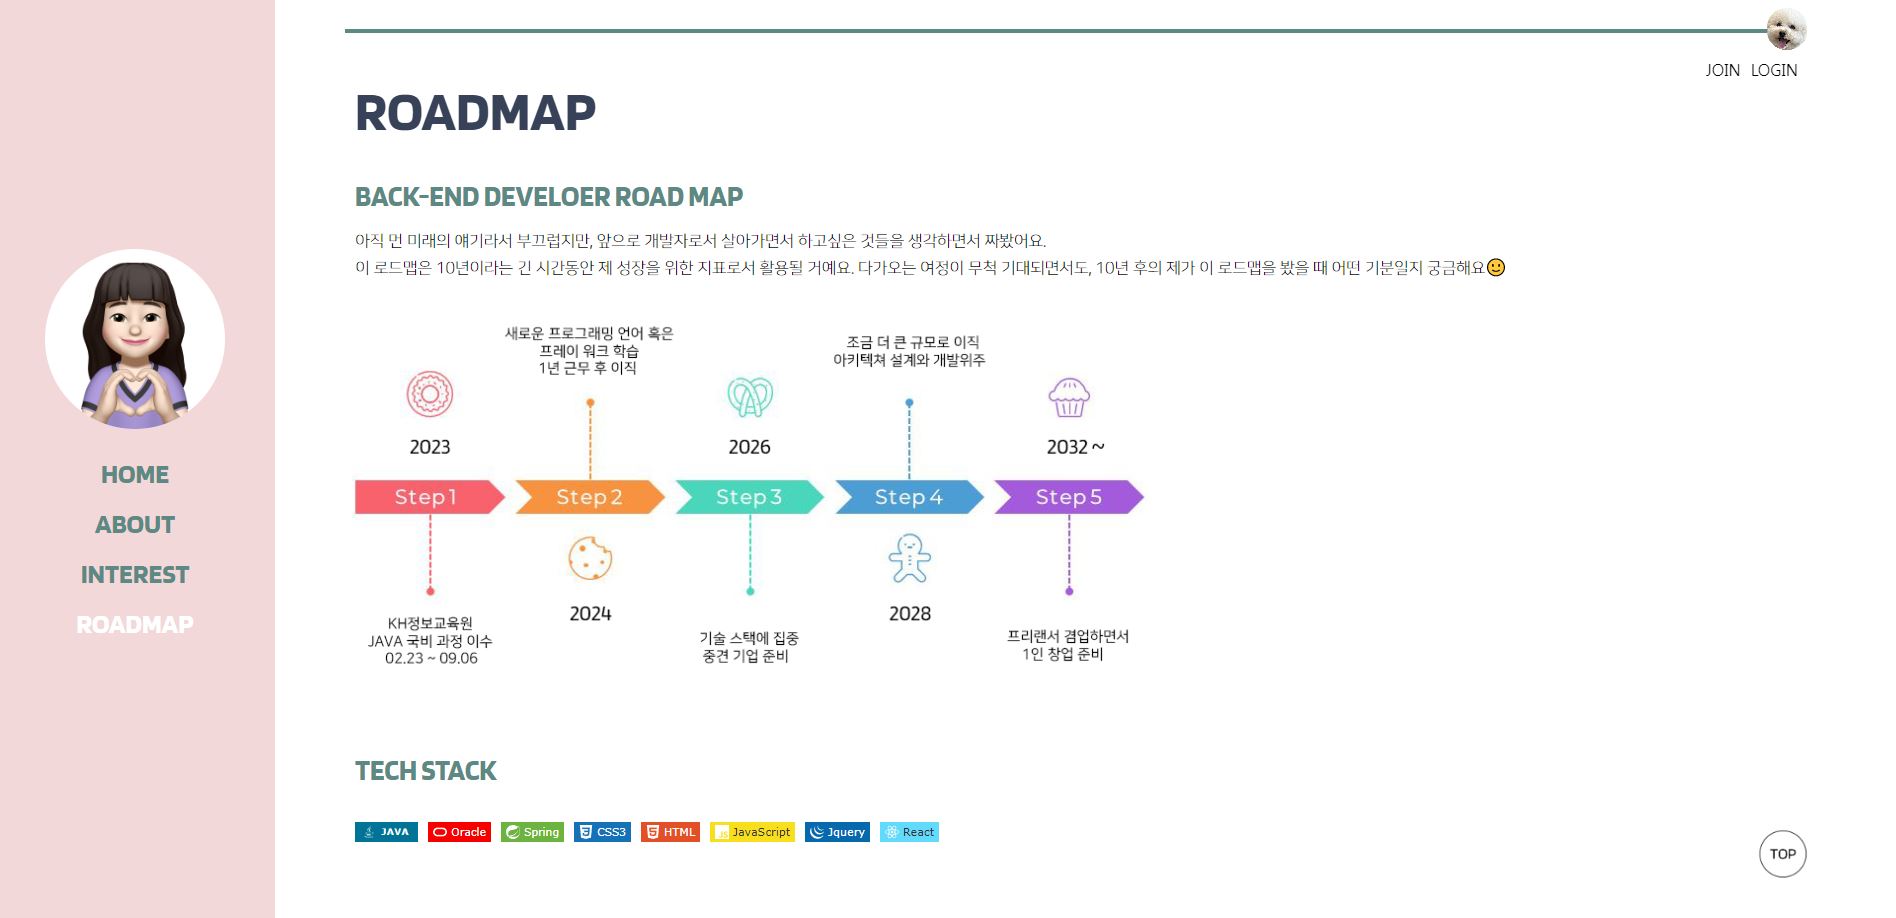 JOIN LOGIN
ROADMAP
BACK-END DEVELOER ROAD MAP
아직 먼 미래의 얘기라서 부끄럽지만, 앞으로 개발자로서 살아가면서 하고싶은 것들을 생각하면서 짜봤어요.
이 로드맵은 10년이라는 긴 시간동안 제 성장을 위한 지표로서 활용될 거예요. 다가오는 여정이 무척 기대되면서도, 10년 후의 제가 이 로드맵을 봤을 때 어떤 기분일지 궁금해요🙂
HOME
ABOUT
INTEREST
ROADMAP
2023
Step 1
KH정보교육원
JAVA 국비 과정 이수
02.23 ~ 09.06
새로운 프로그래밍 언어 혹은
프레이 워크 학습
1년 근무 후 이직
Step 2
2024
2026
Step 3
기술 스택에 집중
중견 기업 준비
조금 더 큰 규모로 이직
아키텍쳐 설계와 개발위주
Step 4
2028
2032 ~
Step 5
프리랜서 겸업하면서
1인 창업 준비
TECH STACK
JAVA Oracle Spring CSS3 HTML JavaScript Jquery React
TOP